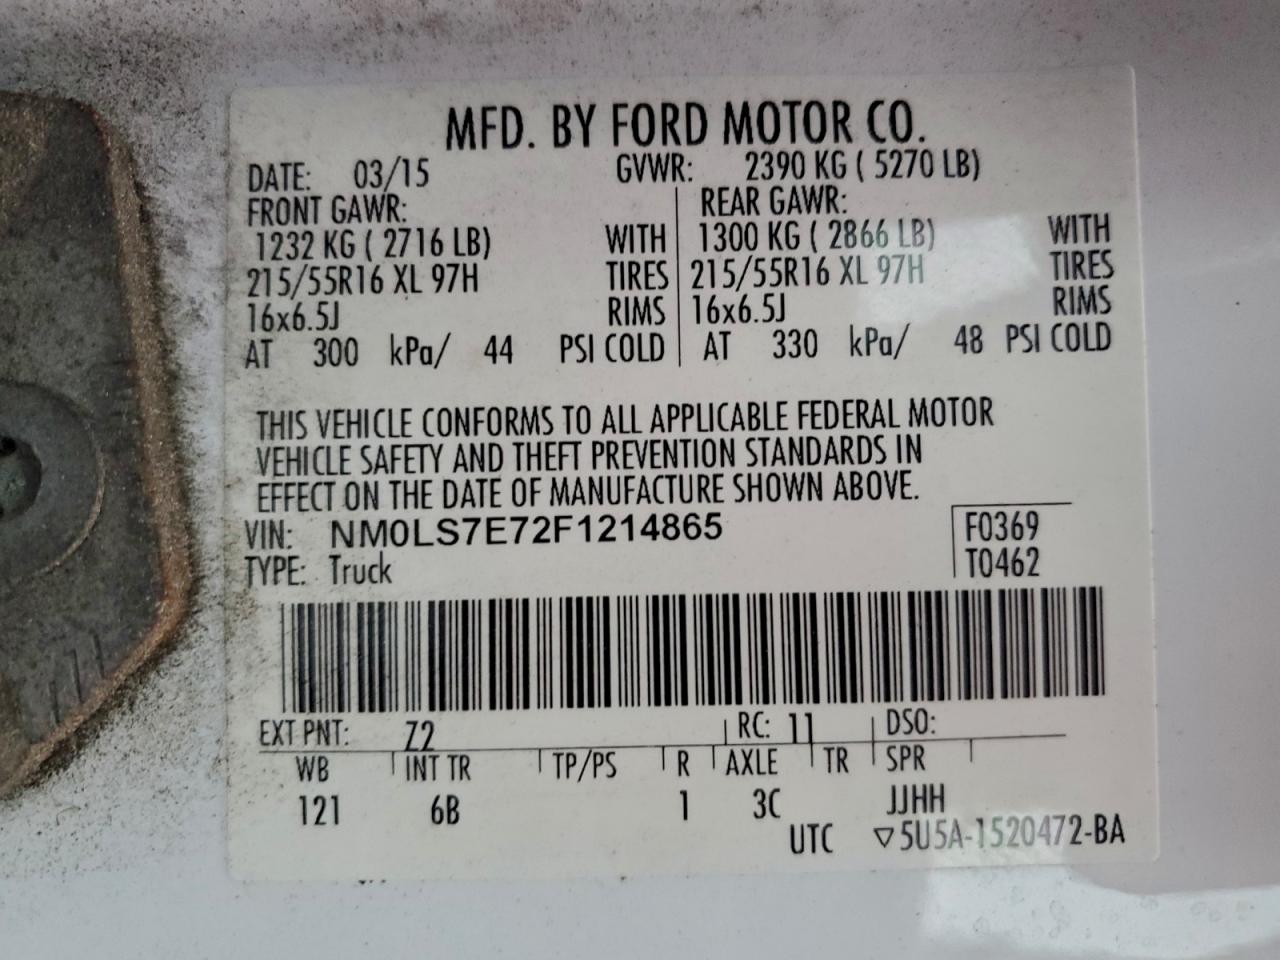 MFD. BY FORD MOTOR CO.
DATE: 03/15 GVWR: 2390 KG ( 5270 LB)
FRONT GAWR: REAR GAWR:
1232 KG ( 2716 LB) WITH 1300 KG ( 2866 LB) WITH
215/55R16 XL 97H TIRES 215/55R16 XL 97H TIRES
16x6.5J RIMS 16x6.5J RIMS
AT 300 kPa/ 44 PSI COLD AT 330 kPa/ 48 PSI COLD
THIS VEHICLE CONFORMS TO ALL APPLICABLE FEDERAL MOTOR
VEHICLE SAFETY AND THEFT PREVENTION STANDARDS IN
EFFECT ON THE DATE OF MANUFACTURE SHOWN ABOVE.
VIN: NM0LS7E72F1214865 F0369
TYPE: Truck T0462
EXT PNT: Z2 RC: 11 DSO:
WB INT TR TP/PS R AXLE TR SPR
121 6B 1 3C JJHH
UTC ▽5U5A-1520472-BA